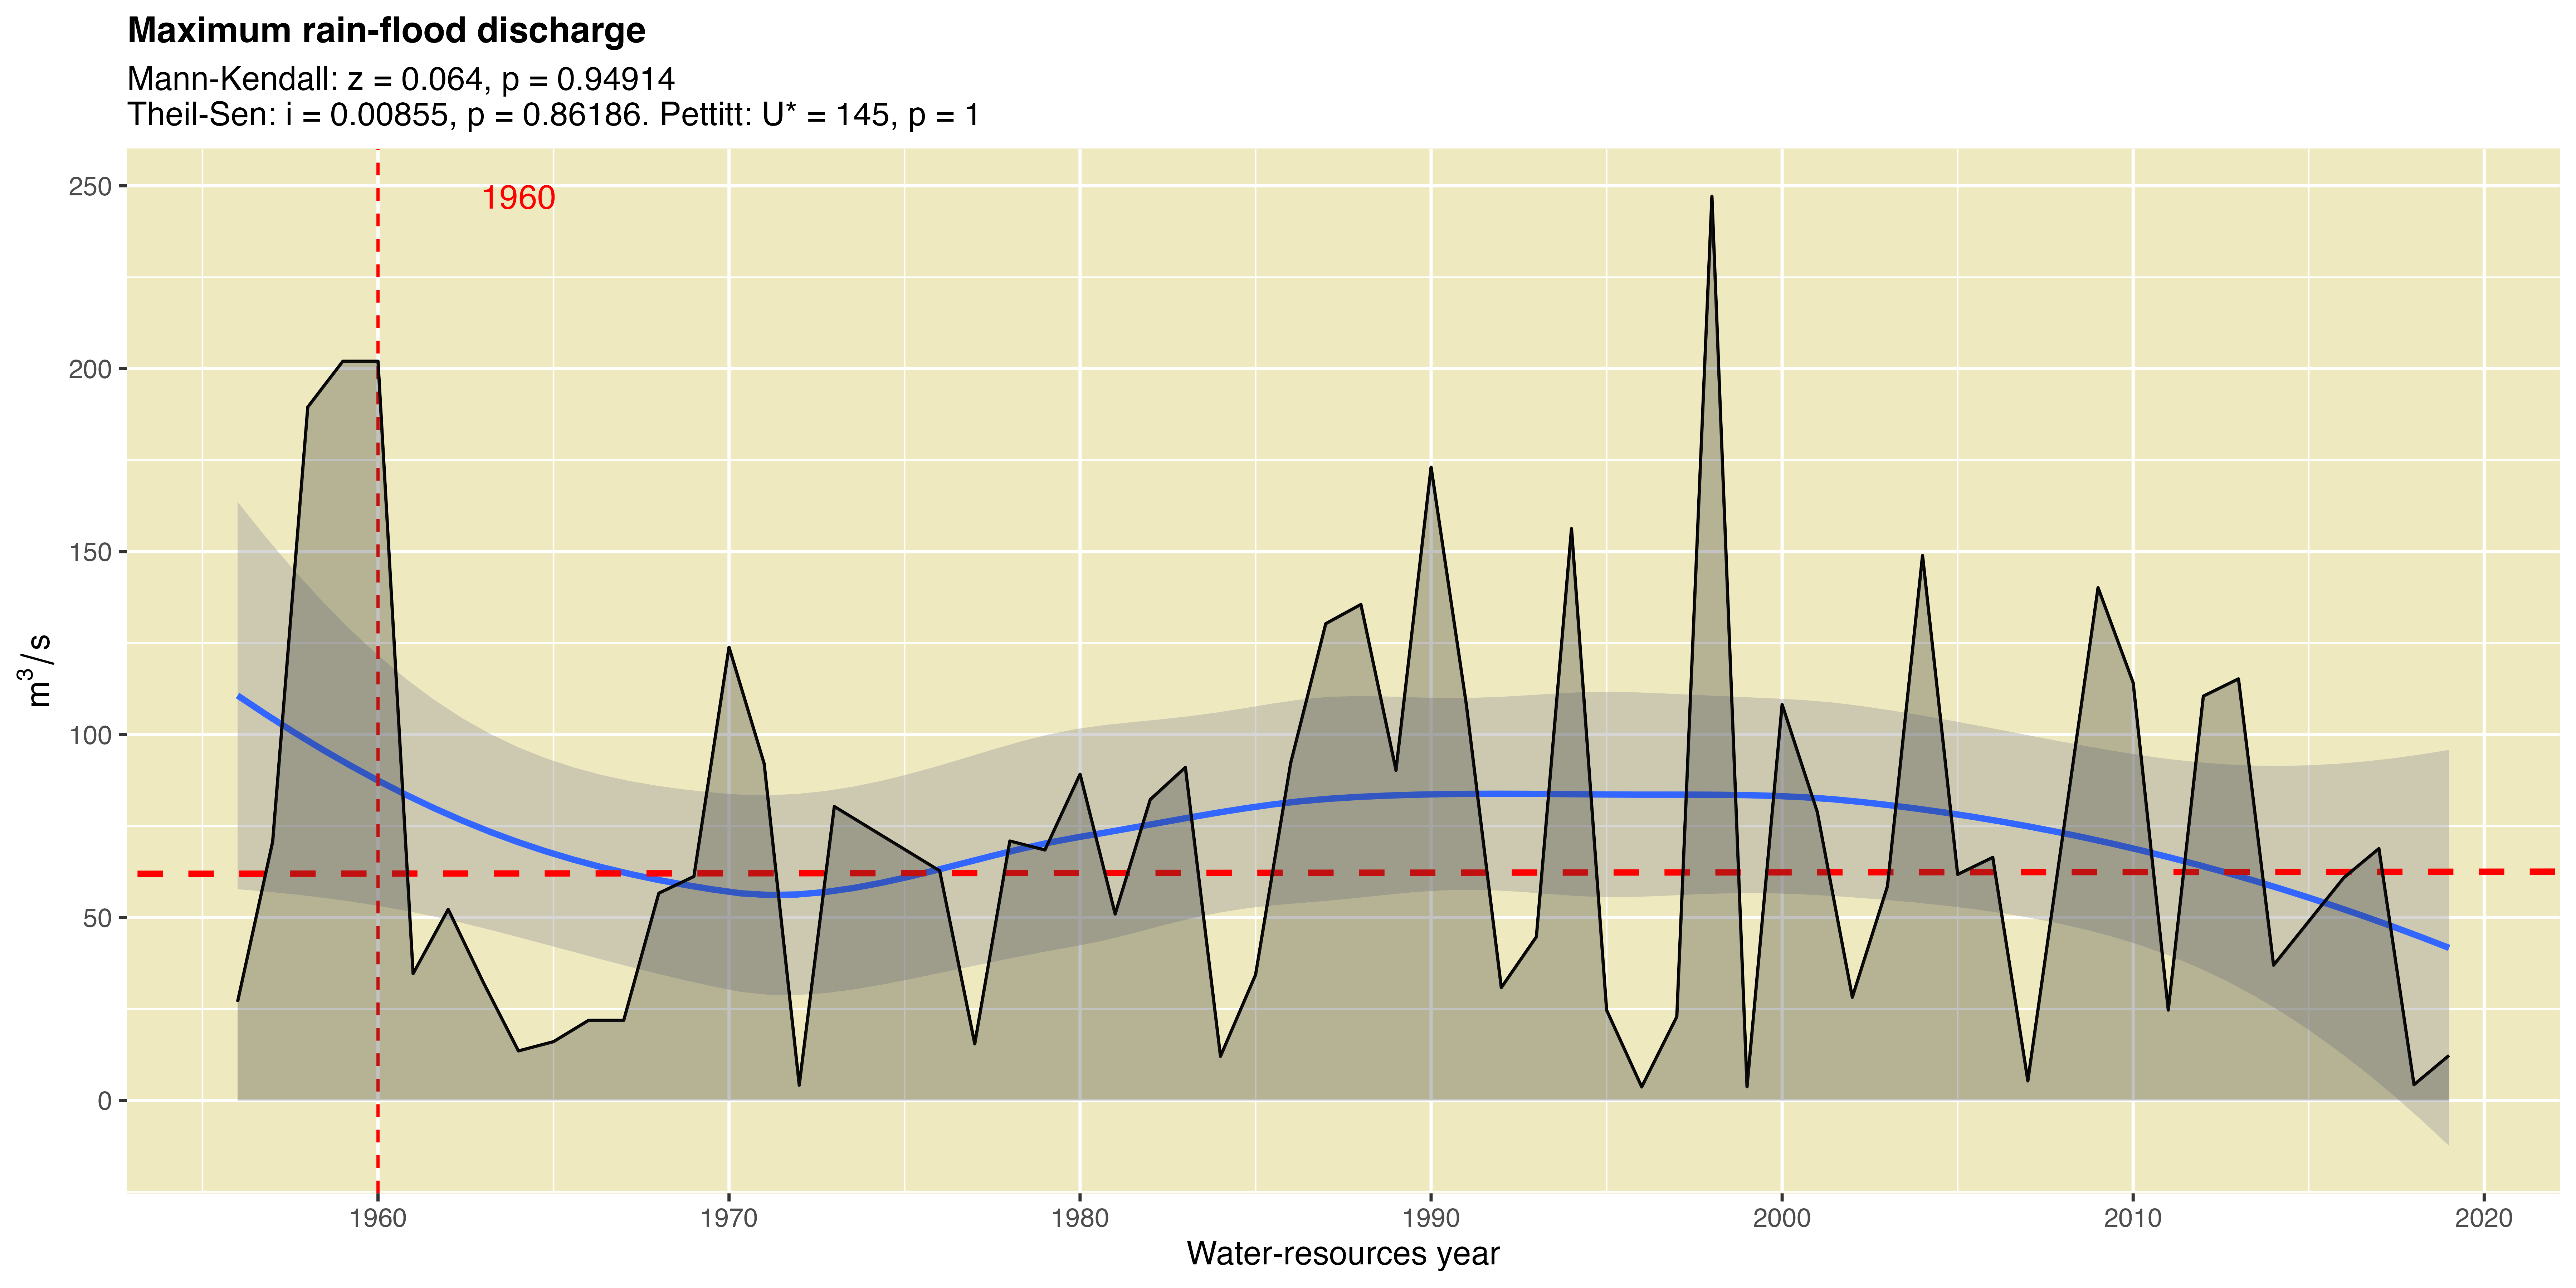 Maximum rain-flood discharge
Mann-Kendall: z = 0.064, p = 0.94914
Theil-Sen: i = 0.00855, p = 0.86186. Pettitt: U* = 145, p = 1
250
200
150
100
50
0
m³/s
1960
1960
1970
1980
1990
2000
2010
2020
Water-resources year